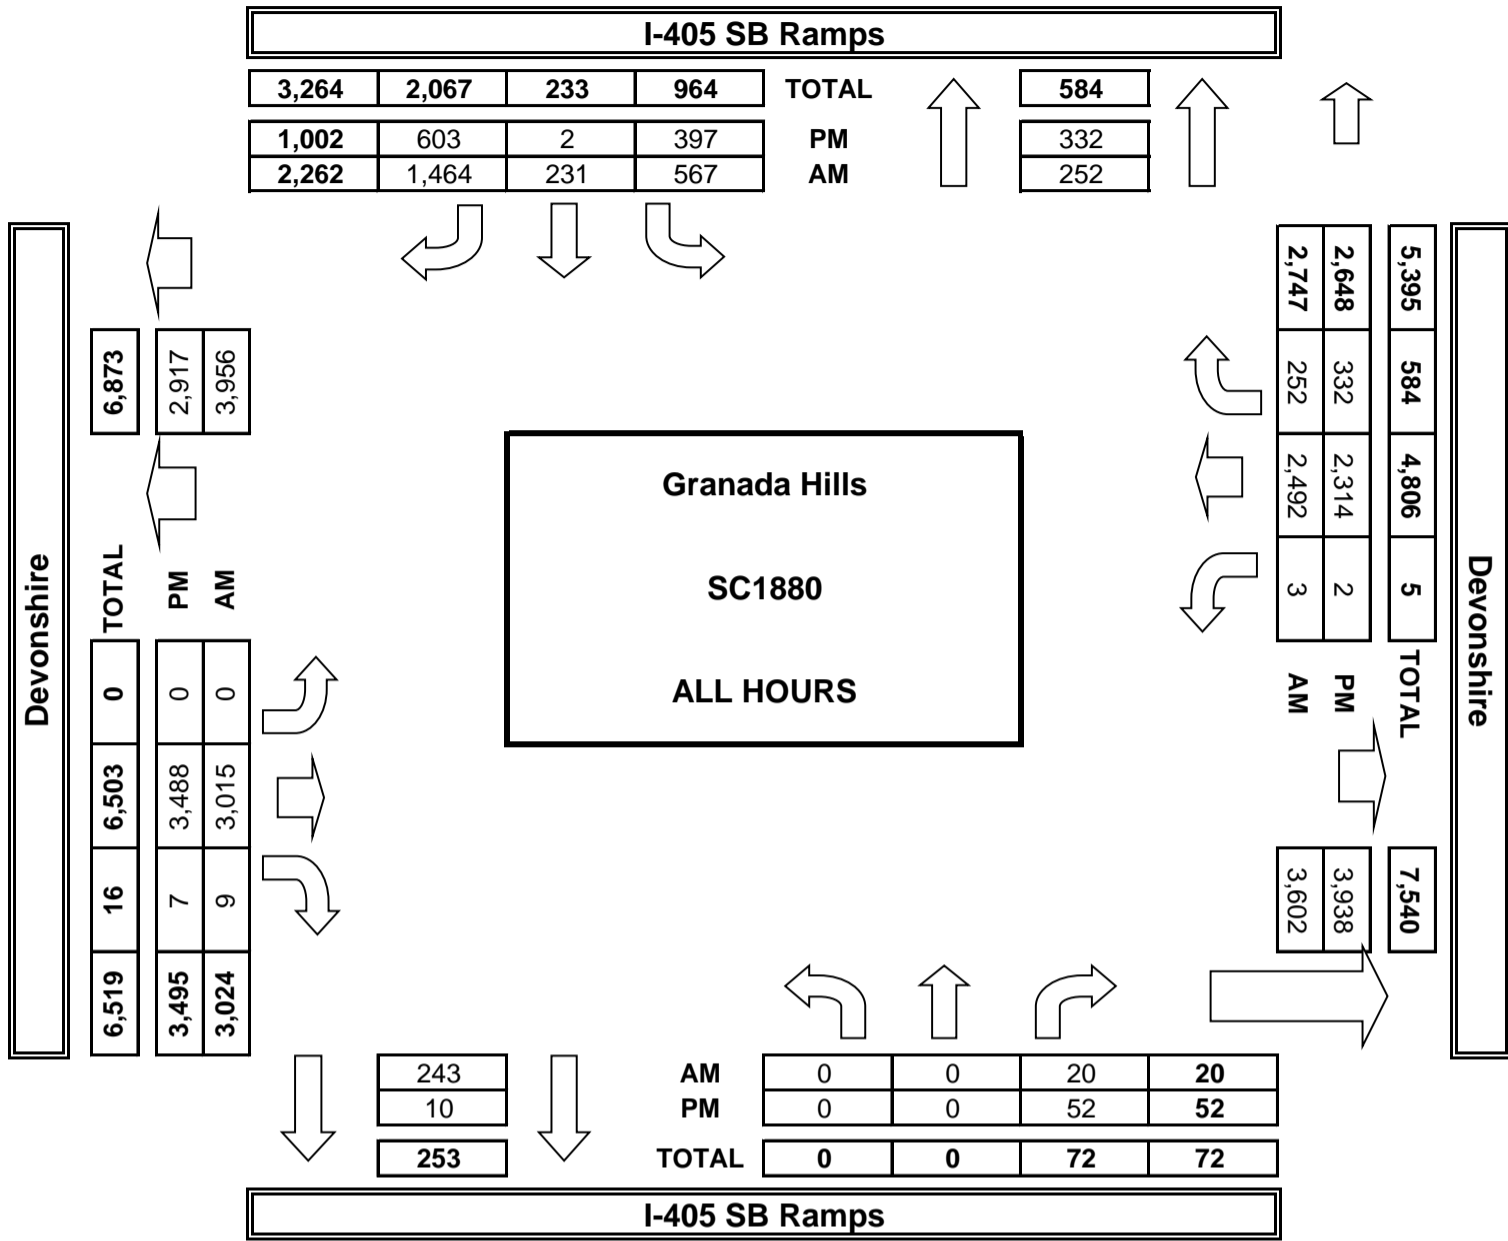 I-405 SB Ramps
3,264 2,067 233 964 TOTAL 584
1,002 603 2 397 PM 332
2,262 1,464 231 567 AM 252
Devonshire
6,873
2,917
3,956
TOTAL
PM
AM
0 6,503 16 6,519
0 3,488 7 3,495
0 3,015 9 3,024
Granada Hills
SC1880
ALL HOURS
5,395 584 4,806 5 TOTAL
2,648 332 2,314 2 PM
2,747 252 2,492 3 AM
7,540
3,938
3,602
Devonshire
243 AM 0 0 20 20
10 PM 0 0 52 52
253 TOTAL 0 0 72 72
I-405 SB Ramps